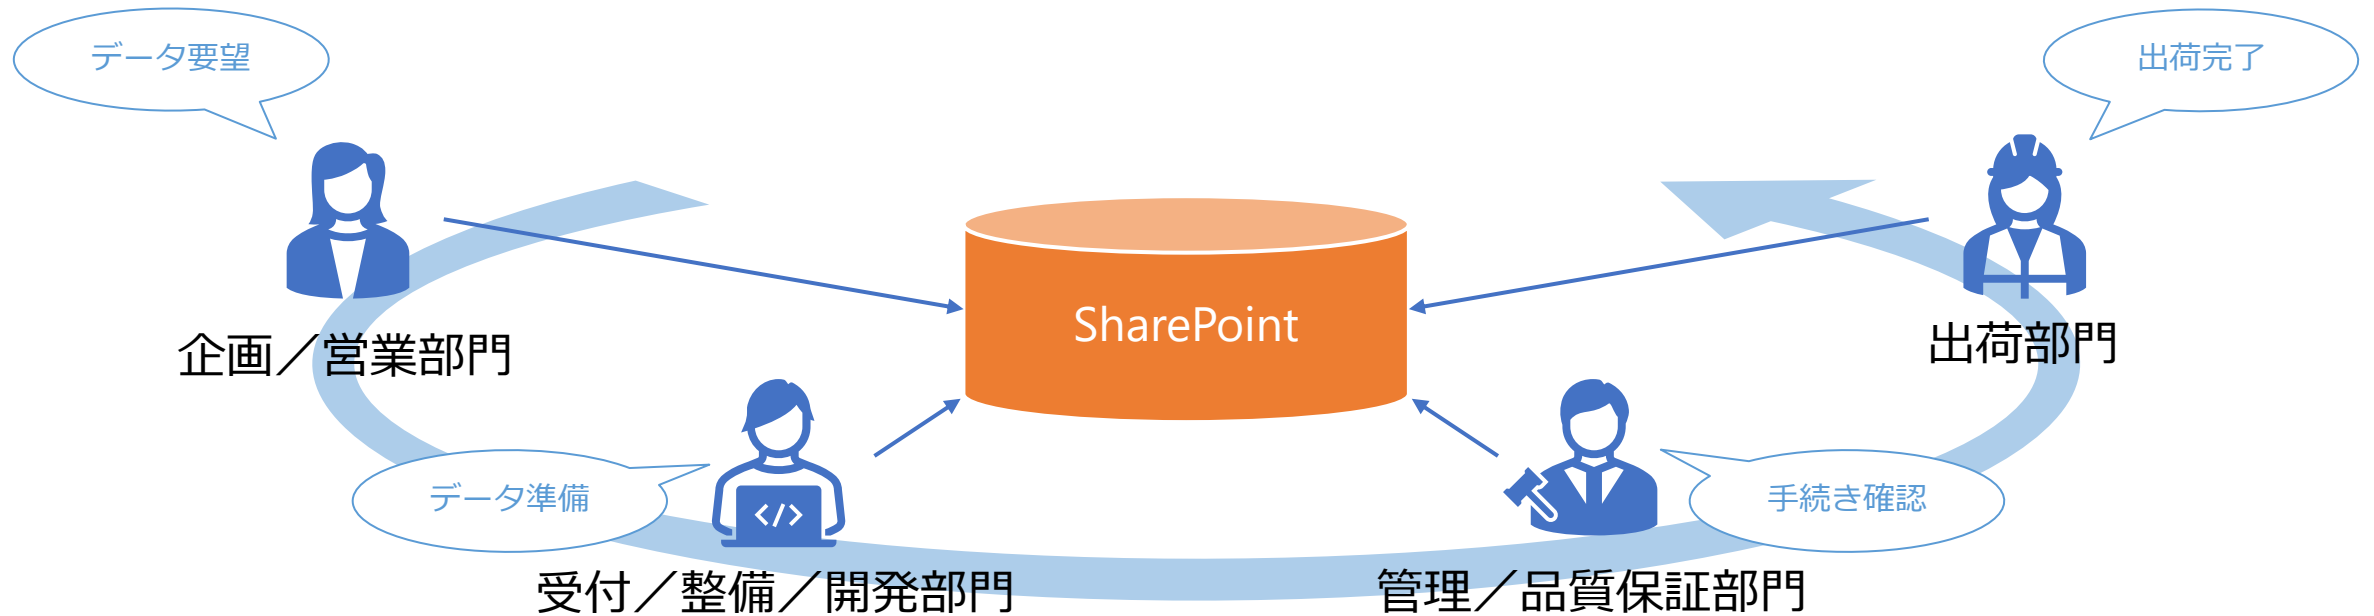 データ要望
出荷完了
SharePoint
企画／営業部門
出荷部門
データ準備
手続き確認
受付／整備／開発部門
管理／品質保証部門